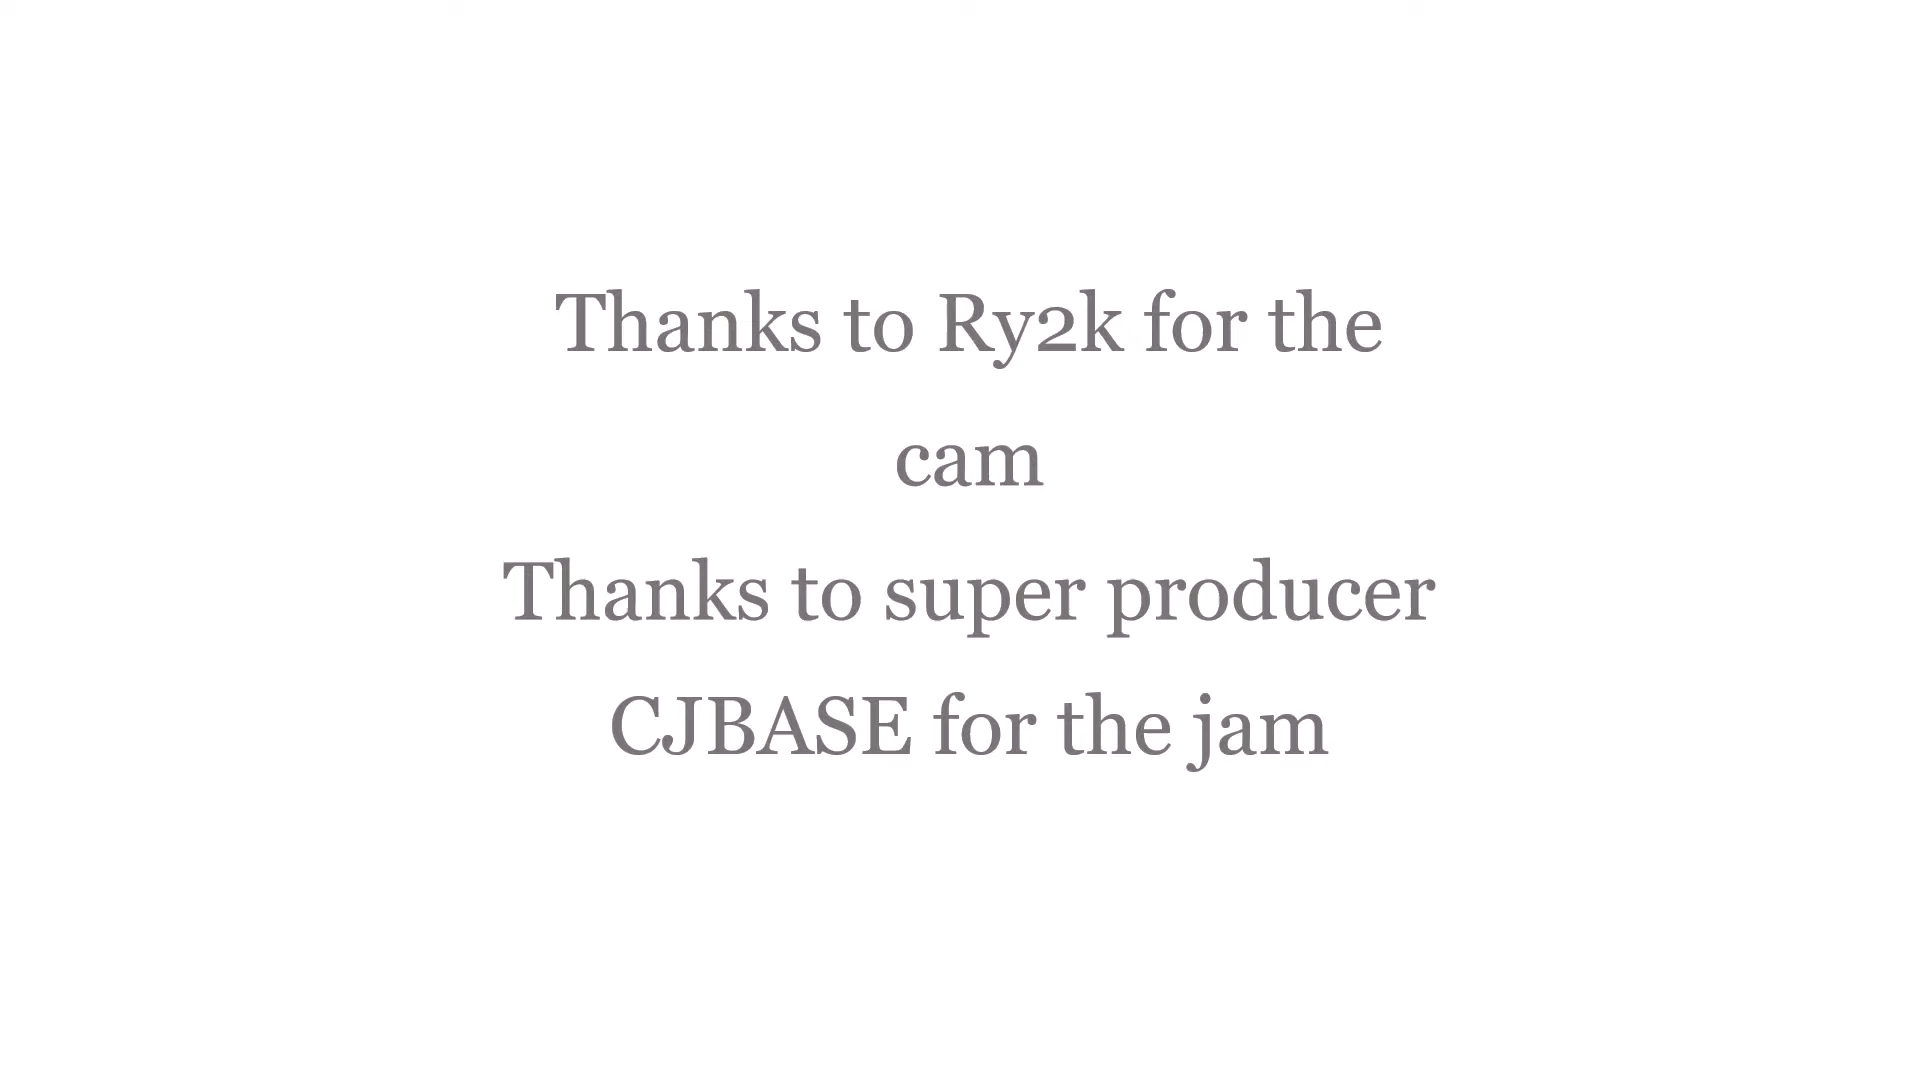 Thanks to Ry2k for the
cam
Thanks to super producer
CJBASE for the jam